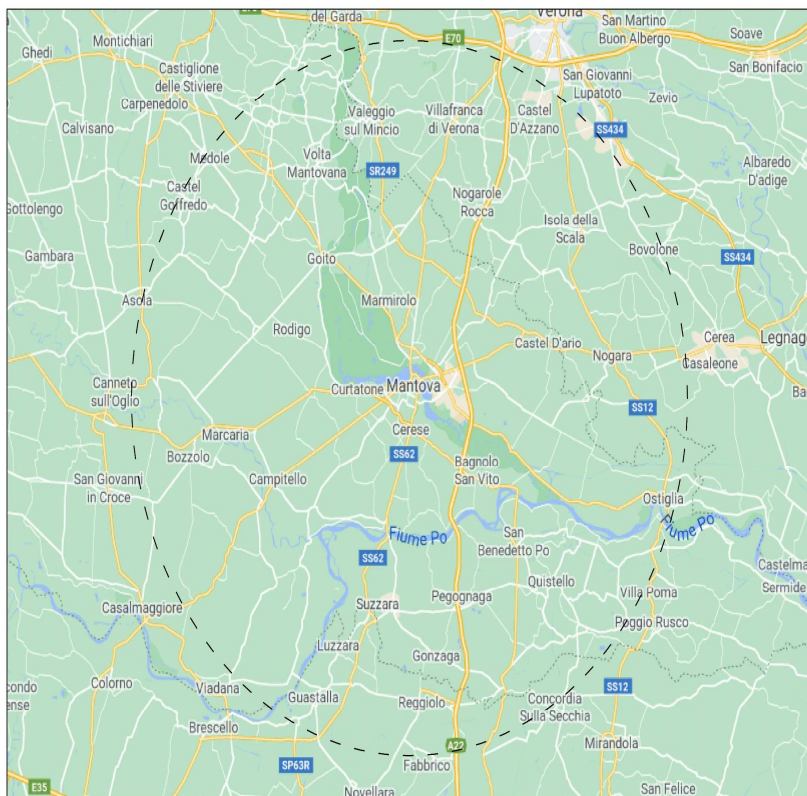 del Garda
Verona
San Martino
Buon Albergo
Soave
Montichiari
E70
Ghedi
San Bonifacio
Castiglione
delle Stiviere
San Giovanni
Lupatoto
Carpenedolo
Zevio
Valeggio
sul Mincio
Villafranca
di Verona
Castel
D'Azzano
Calvisano
SS434
Medole
Volta
Mantovana
SR249
Albaredo
D'adige
Castel
Goffredo
Nogarole
Rocca
Gottolengo
Isola della
Scala
Gambara
Goito
Bovolone
SS434
Asola
Marmirolo
Rodigo
Castel D'ario
Cerea
Legnago
Nogara
Casaleone
Canneto
sull'Oglio
Curtatone
Mantova
SS12
Marcaria
Cerese
Bozzolo
SS62
San Giovanni
in Croce
Campitello
Bagnolo
San Vito
Ostiglia
Fiume Po
Fiume Po
San
Benedetto Po
SS62
Castelma
Sermide
Quistello
Villa Poma
Casalmaggiore
Suzzara
Pegognaga
Poggio Rusco
Luzzara
Gonzaga
Colorno
Viadana
SS12
condo
ense
Guastalla
Reggiolo
Concordia
Sulla Secchia
Brescello
A22
Mirandola
SP63R
Fabbrico
E35
Novellara
San Felice